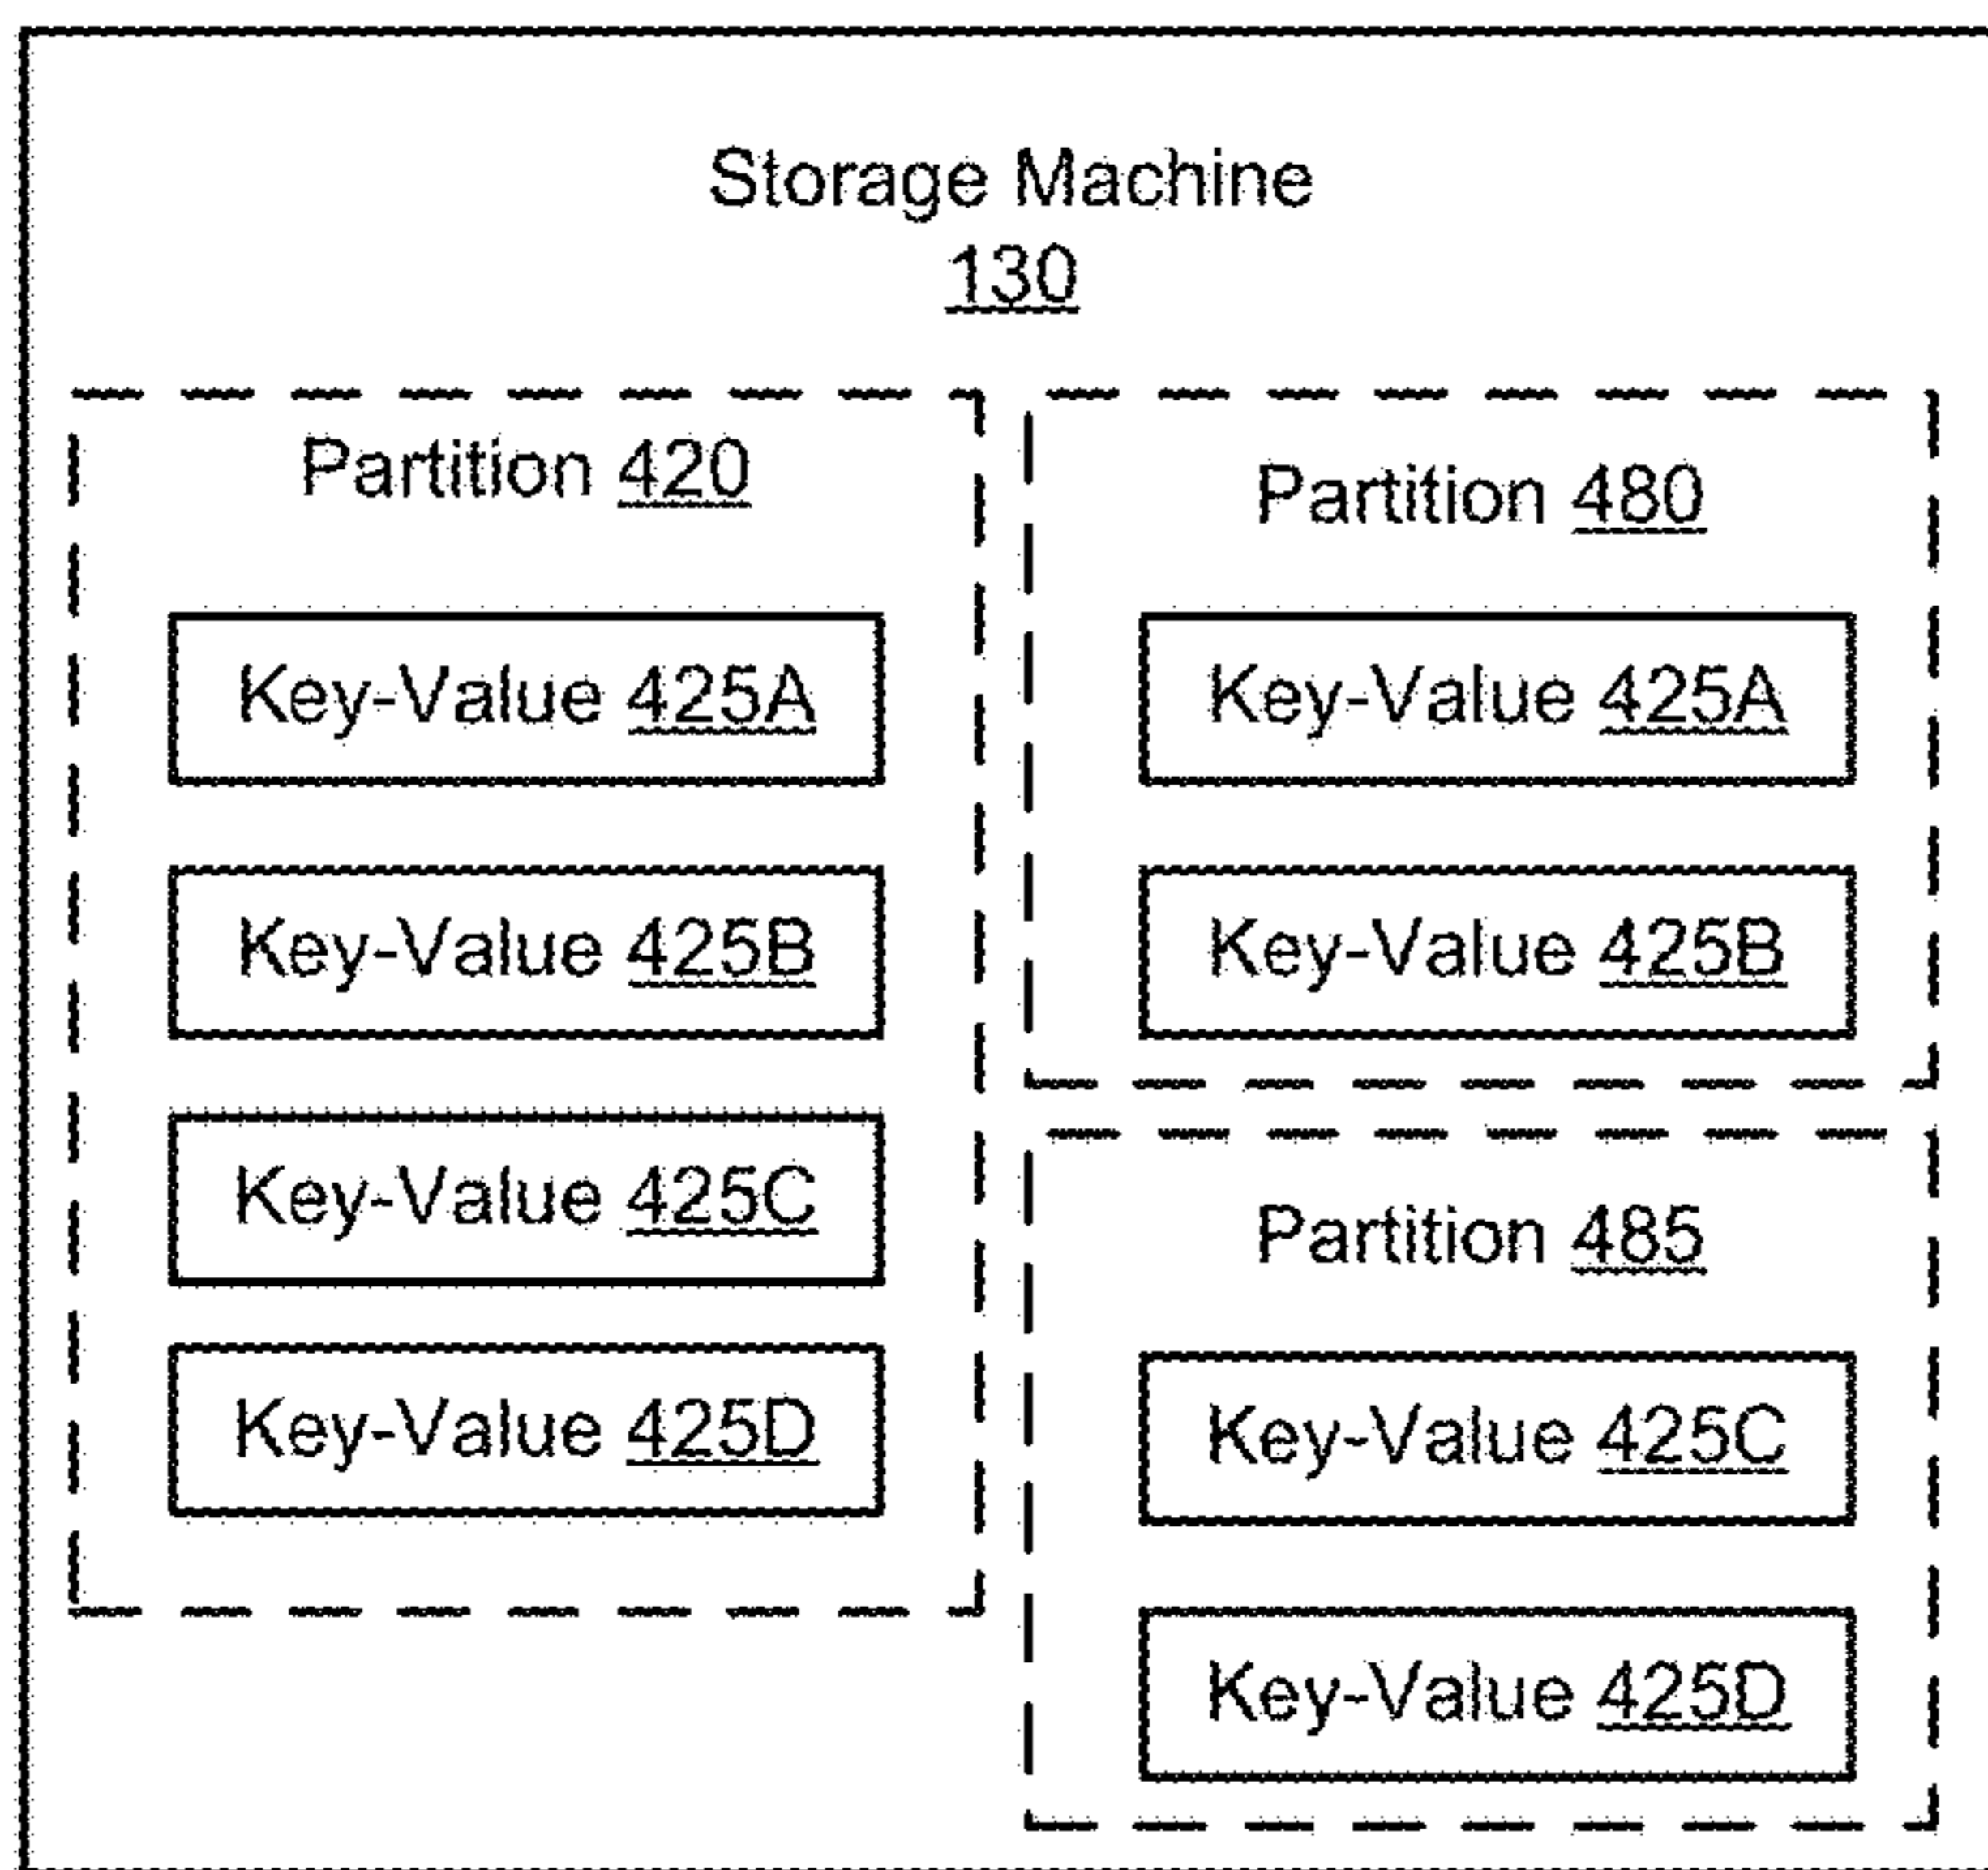 Storage Machine
130
Partition 420
Key-Value 425A
Key-Value 425B
Key-Value 425C
Key-Value 425D
Partition 480
Key-Value 425A
Key-Value 425B
Partition 485
Key-Value 425C
Key-Value 425D